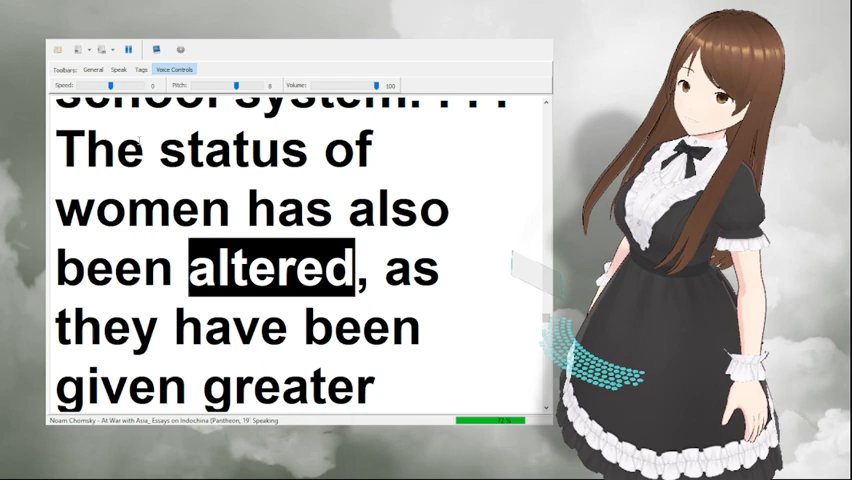 Toolbars: General Speak Tags Voice Controls
Speed: 0 Pitch: 8 Volume: 100
school system. . . .
The status of
women has also
been altered, as
they have been
given greater
Noam Chomsky - At War with Asia_ Essays on Indochina (Pantheon, 19 Speaking